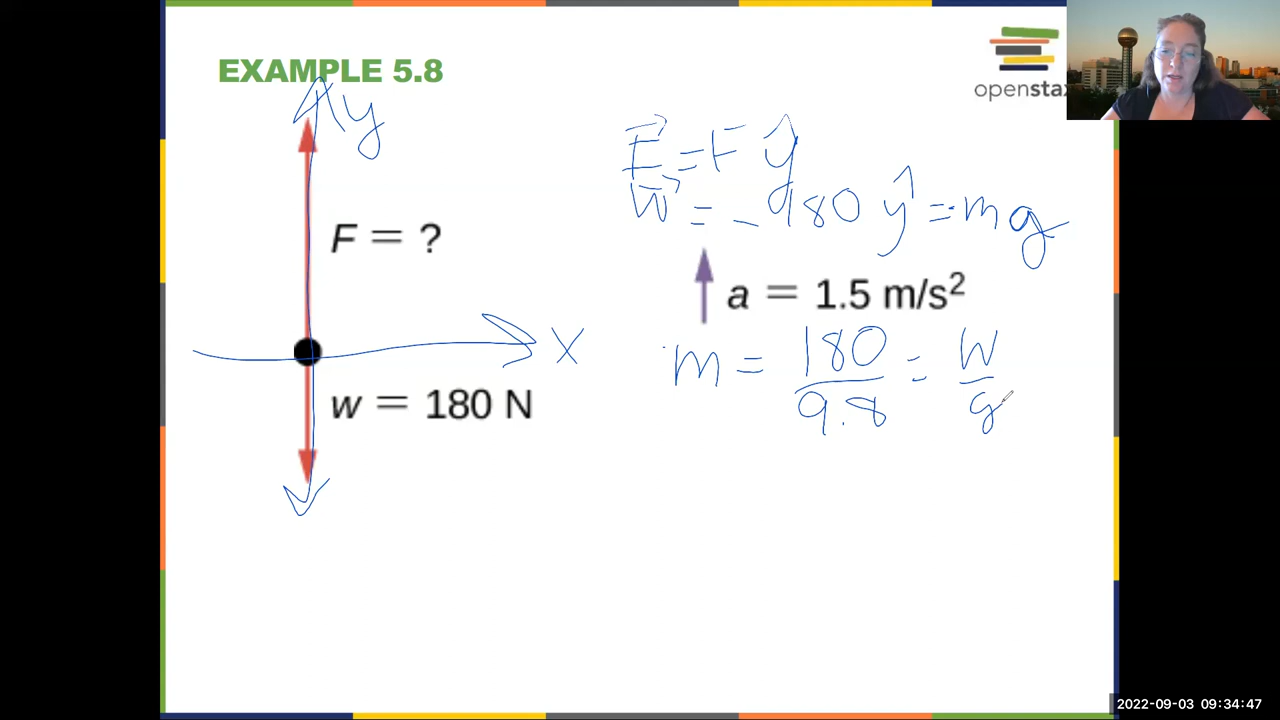 EXAMPLE 5.8
openstax
y
F⃗ = F ŷ
w⃗ = -180 ŷ = mg
F = ?
a = 1.5 m/s²
x
m = 180/9.8 = w/g
w = 180 N
2022-09-03 09:34:47